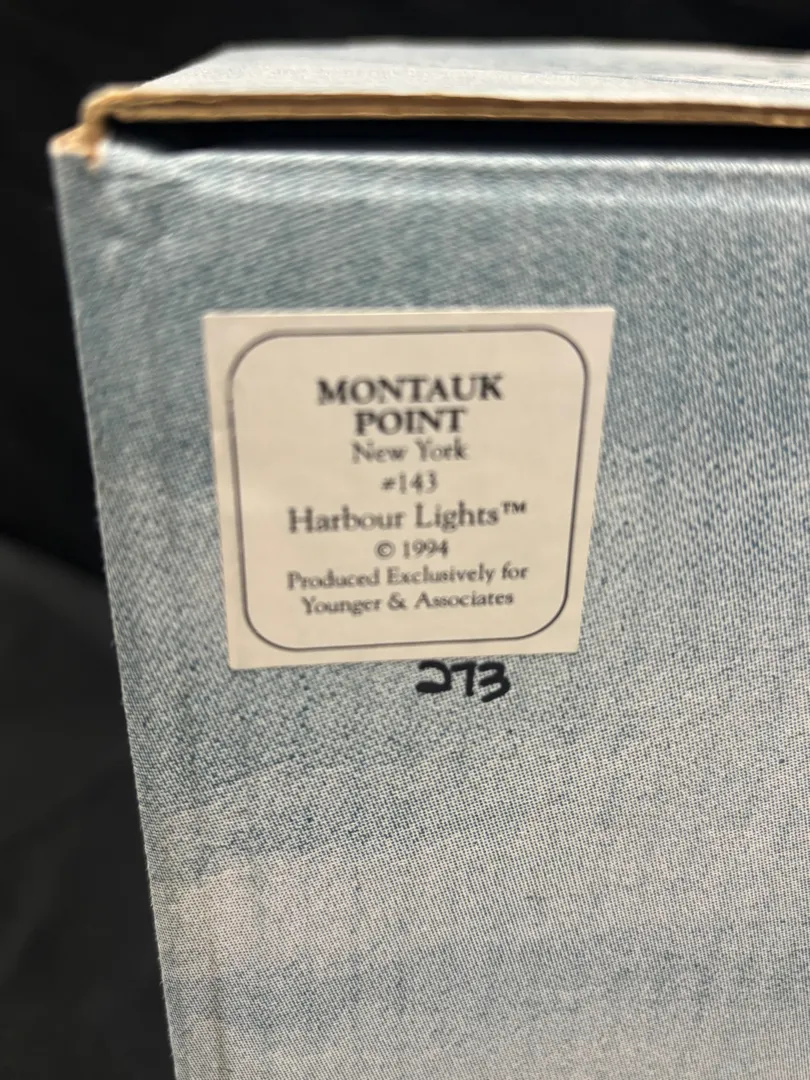 MONTAUK
POINT
New York
#143
Harbour Lights™
© 1994
Produced Exclusively for
Younger & Associates
273